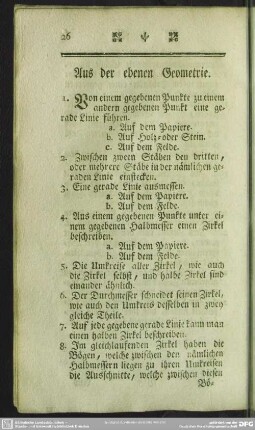 26
Aus der ebenen Geometrie.
1. Von einem gegebenen Punkte zu einem
andern gegebenen Punkt eine ge-
rade Linie führen.
a. Auf dem Papiere.
b. Auf Holz-oder Stein.
c. Auf dem Felde.
2. Zwischen zween Stäben den dritten,
oder mehrere Stäbe in der nämlichen ge-
raden Linie einstecken.
3. Eine gerade Linie ausmessen.
a. Auf dem Papiere.
b. Auf dem Felde.
4. Aus einem gegebenen Punkte unter ei-
nem gegebenen Halbmesser einen Zirkel
beschreiben.
a. Auf dem Papiere.
b. Auf dem Felde.
5. Die Umkreise aller Zirkel, wie auch
die Zirkel selbst, und halbe Zirkel sind
einander ähnlich.
6. Der Durchmesser schneidet seinen Zirkel,
wie auch den Umkreis desselben in zwey
gleiche Theile.
7. Auf jede gegebene gerade Linie kann man
einen halben Zirkel beschreiben.
8. Im gleichlaufenden Zirkel haben die
Bögen, welche zwischen den nämlichen
Halbmessern liegen zu ihren Umkreisen
die Ausschnitte, welche zwischen diesen
Bö-